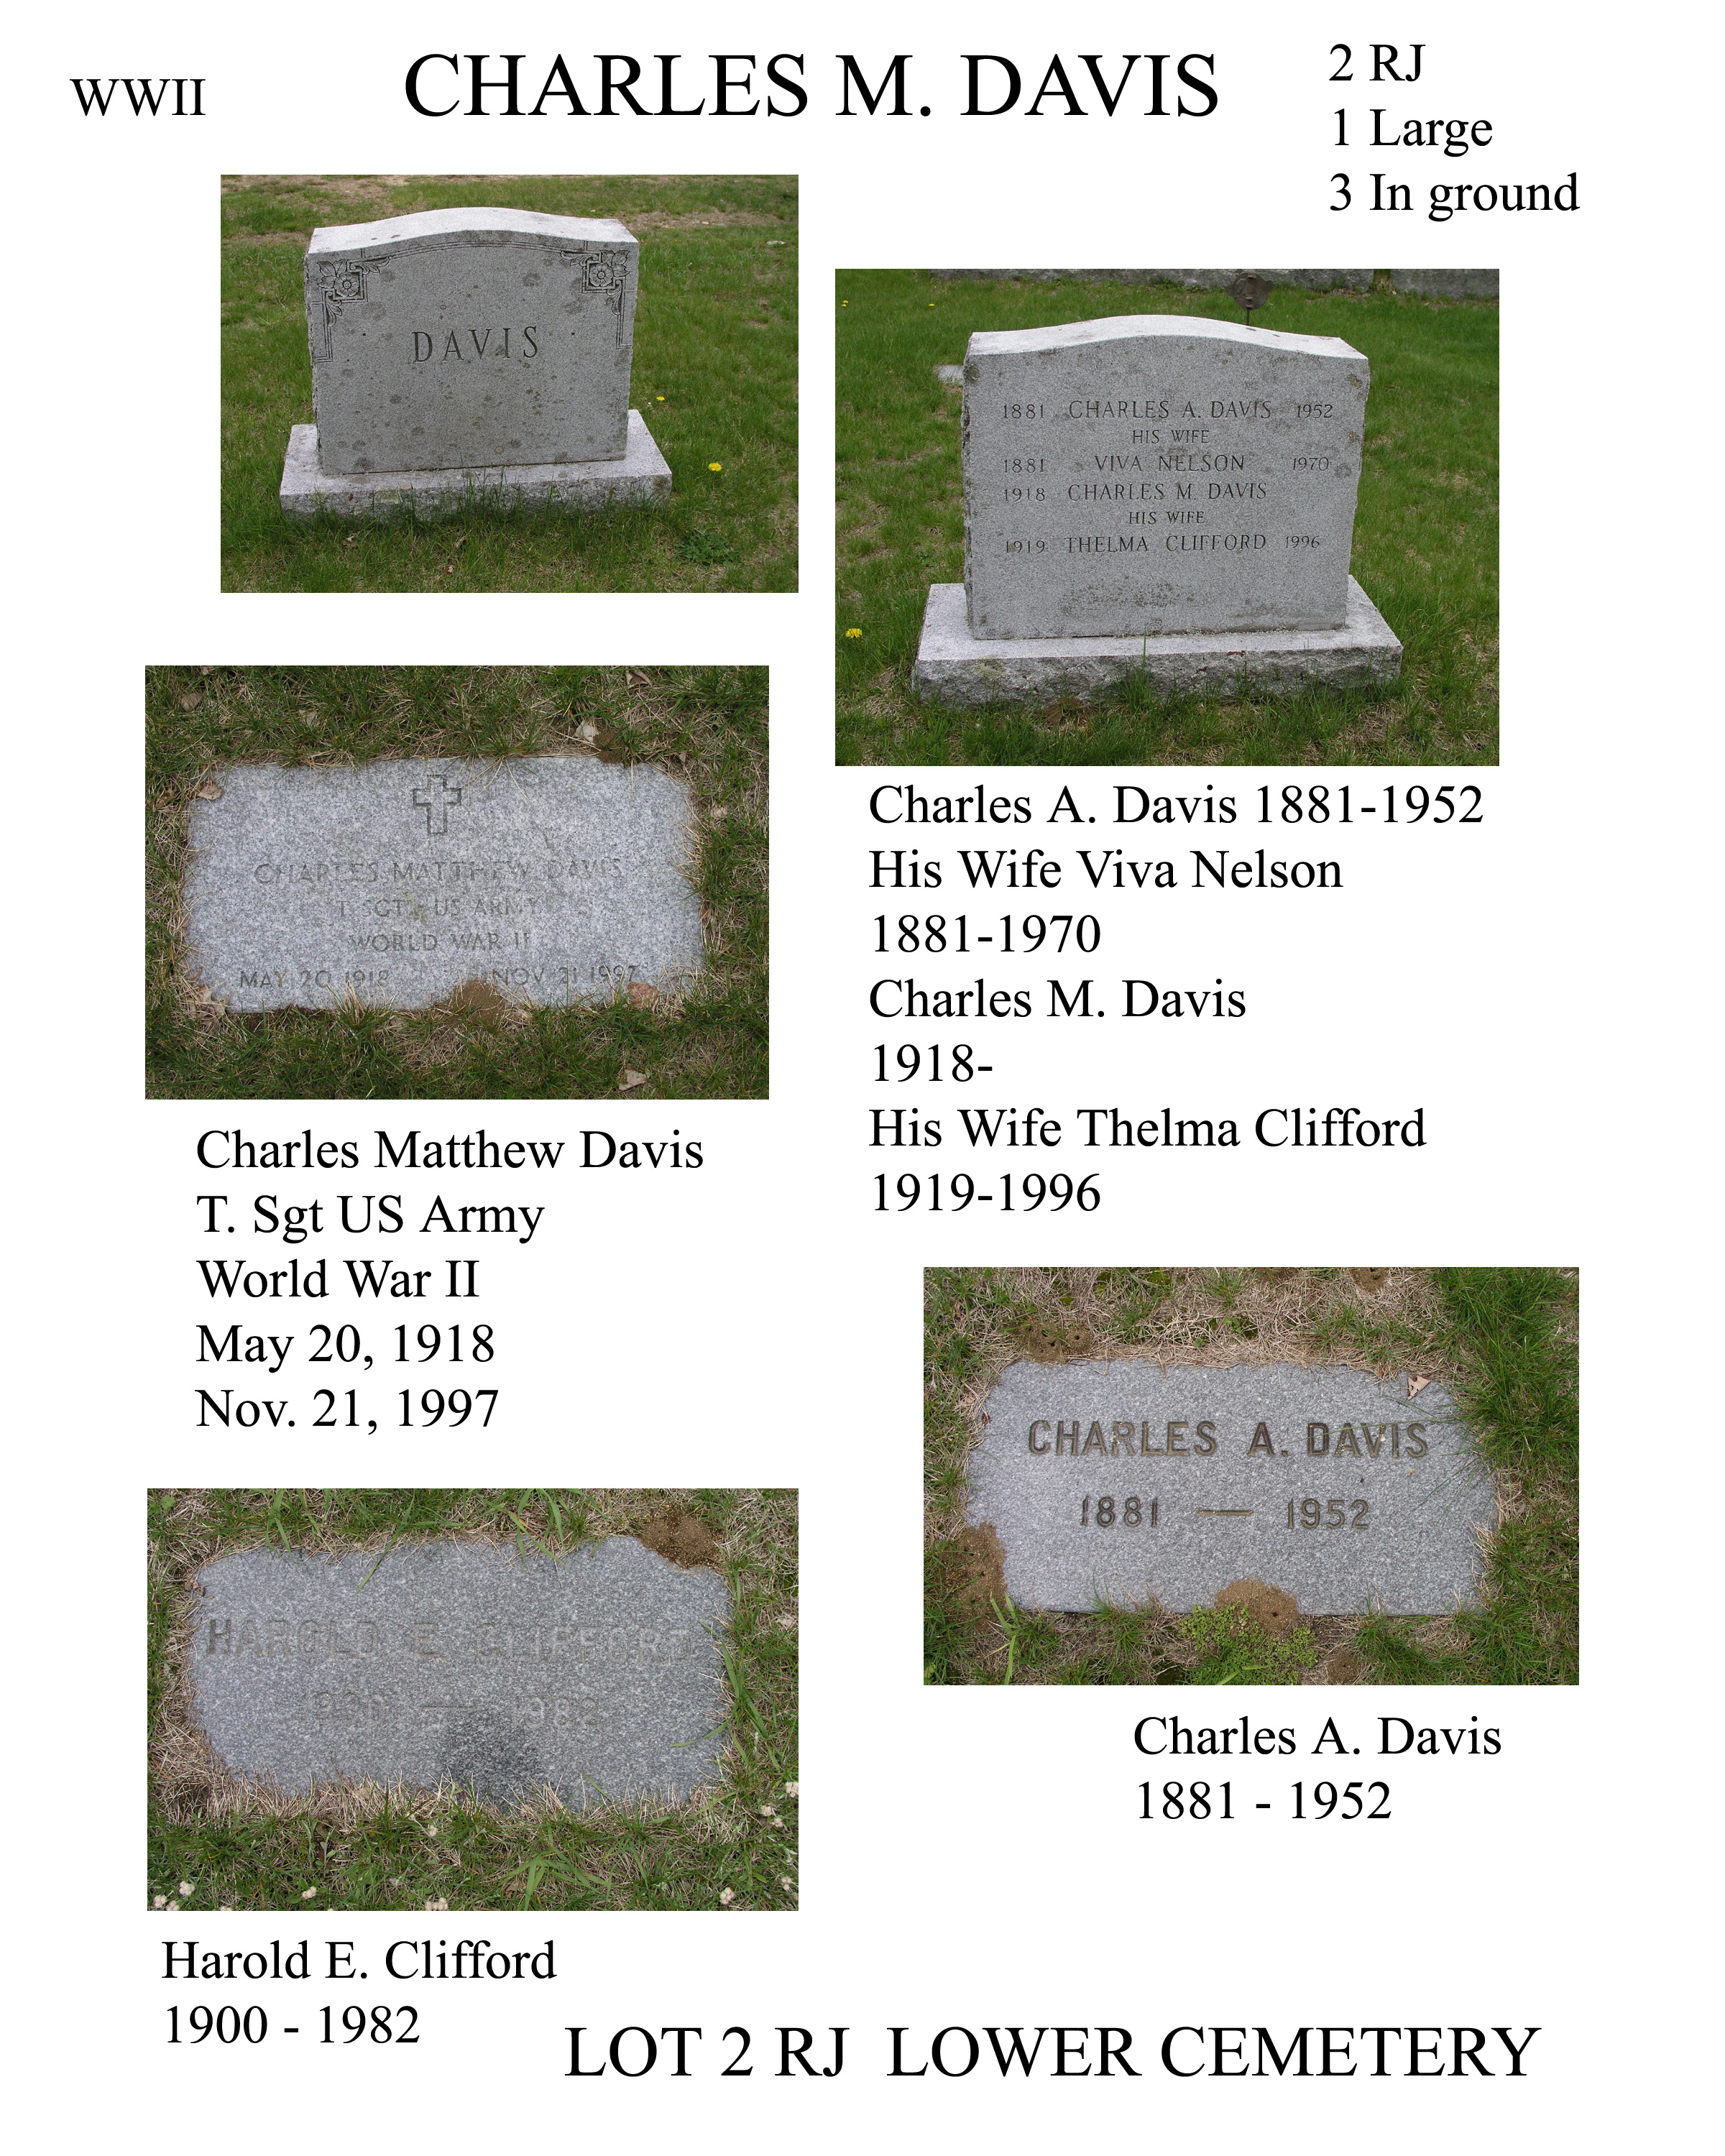 WWII
CHARLES M. DAVIS
2 RJ
1 Large
3 In ground
DAVIS
1881 CHARLES A. DAVIS 1952
HIS WIFE
1881 VIVA NELSON 1970
1918 CHARLES M. DAVIS
HIS WIFE
1919 THELMA CLIFFORD 1996
Charles A. Davis 1881-1952
His Wife Viva Nelson
1881-1970
Charles M. Davis
1918-
His Wife Thelma Clifford
1919-1996
CHARLES MATTHEW DAVIS
T SGT US ARMY
WORLD WAR II
MAY 20 1918 NOV 21 1997
Charles Matthew Davis
T. Sgt US Army
World War II
May 20, 1918
Nov. 21, 1997
CHARLES A. DAVIS
1881 — 1952
Charles A. Davis
1881 - 1952
HAROLD E. CLIFFORD
Harold E. Clifford
1900 - 1982
LOT 2 RJ LOWER CEMETERY